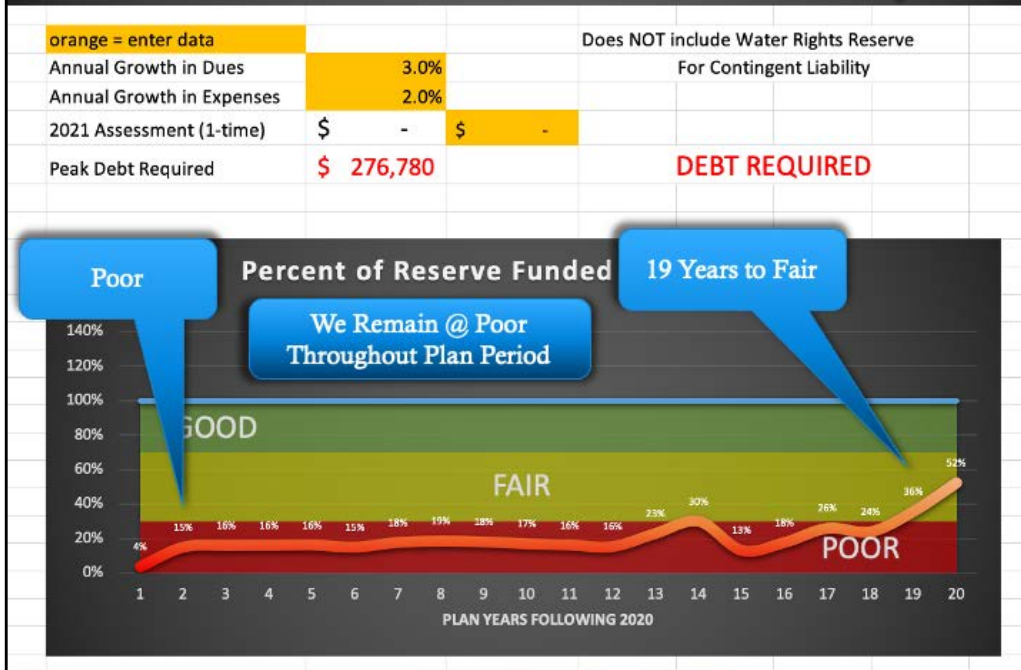 orange = enter data
Does NOT include Water Rights Reserve
Annual Growth in Dues 3.0%
For Contingent Liability
Annual Growth in Expenses 2.0%
2021 Assessment (1-time) $ - $ -
Peak Debt Required $ 276,780
DEBT REQUIRED
Poor
Percent of Reserve Funded
19 Years to Fair
We Remain @ Poor
Throughout Plan Period
140%
120%
100%
80%
60%
40%
20%
0%
GOOD
FAIR
POOR
4% 15% 16% 16% 16% 15% 18% 19% 18% 17% 16% 16% 23% 30% 13% 18% 26% 24% 36% 52%
1 2 3 4 5 6 7 8 9 10 11 12 13 14 15 16 17 18 19 20
PLAN YEARS FOLLOWING 2020